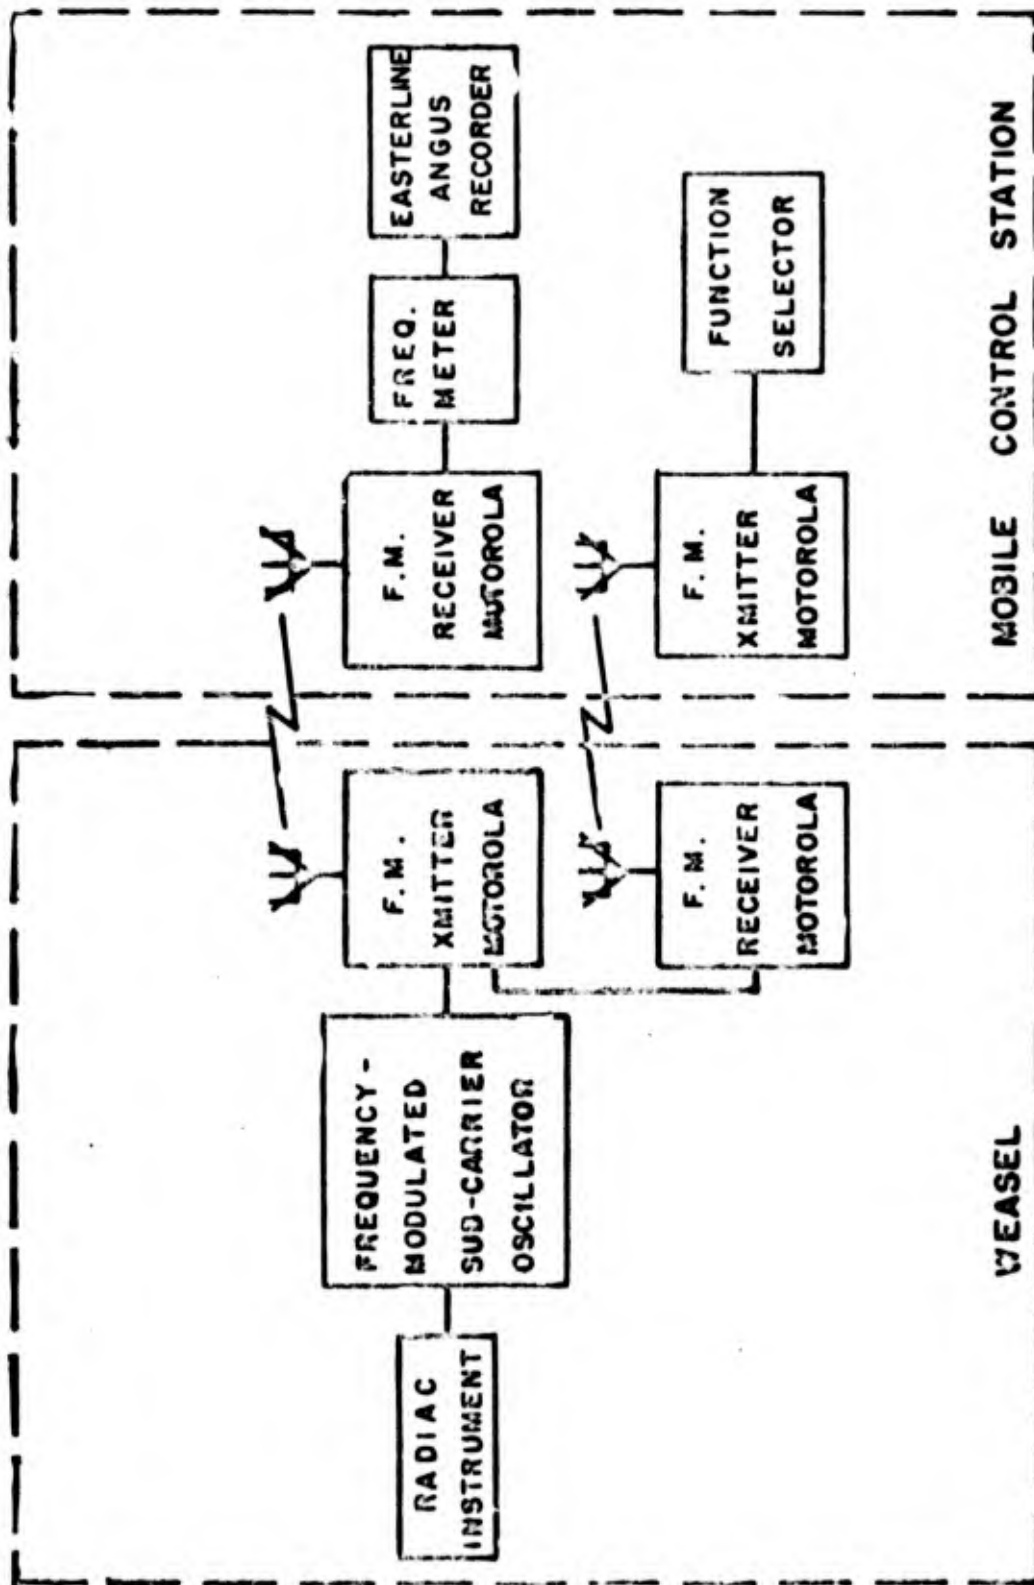 RADIAC
INSTRUMENT
FREQUENCY-
MODULATED
SUB-CARRIER
OSCILLATOR
F.M.
XMITTER
MOTOROLA
F.M.
RECEIVER
MOTOROLA
FREQ.
METER
EASTERLINE
ANGUS
RECORDER
F.M.
RECEIVER
MOTOROLA
F.M.
XMITTER
MOTOROLA
FUNCTION
SELECTOR
WEASEL
MOBILE CONTROL STATION